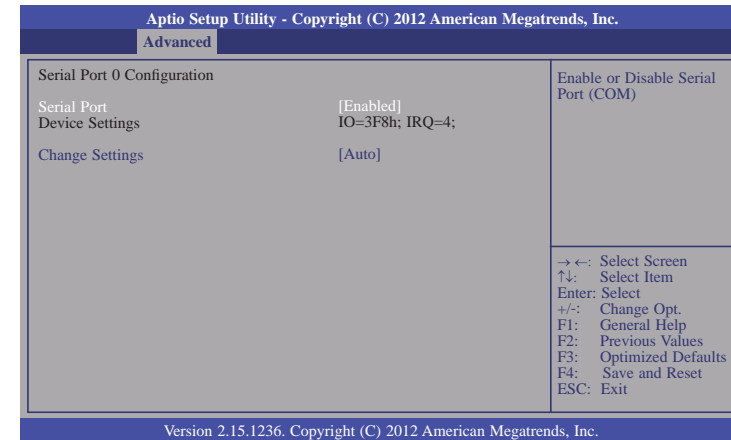 Aptio Setup Utility - Copyright (C) 2012 American Megatrends, Inc.
Advanced
Serial Port 0 Configuration
Serial Port [Enabled]
Device Settings IO=3F8h; IRQ=4;
Change Settings [Auto]
Enable or Disable Serial
Port (COM)
→←: Select Screen
↑↓: Select Item
Enter: Select
+/-: Change Opt.
F1: General Help
F2: Previous Values
F3: Optimized Defaults
F4: Save and Reset
ESC: Exit
Version 2.15.1236. Copyright (C) 2012 American Megatrends, Inc.